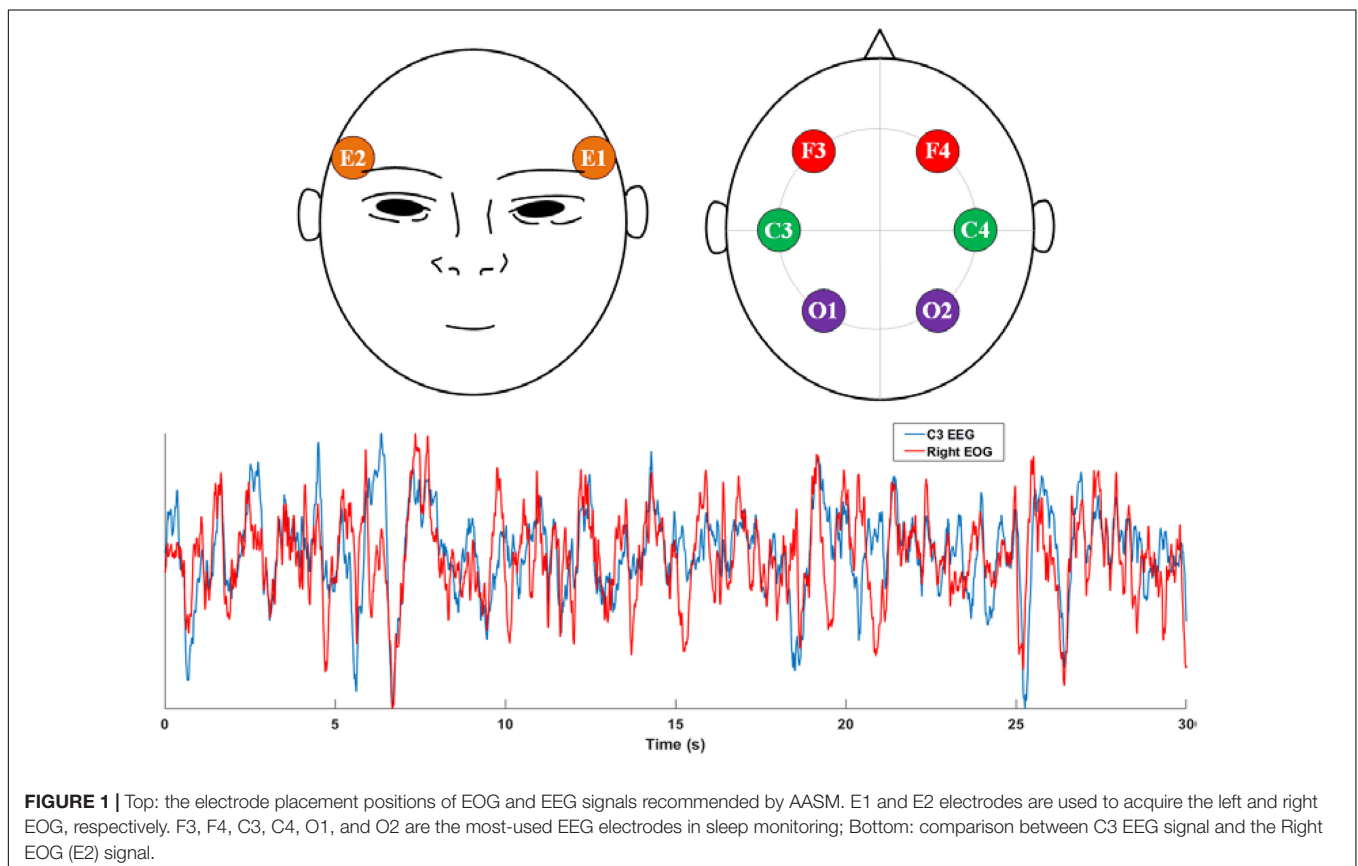 E2 E1
F3 F4
C3 C4
O1 O2
C3 EEG
Right EOG
0 5 10 15 20 25 30
Time (s)
FIGURE 1 | Top: the electrode placement positions of EOG and EEG signals recommended by AASM. E1 and E2 electrodes are used to acquire the left and right
EOG, respectively. F3, F4, C3, C4, O1, and O2 are the most-used EEG electrodes in sleep monitoring; Bottom: comparison between C3 EEG signal and the Right
EOG (E2) signal.